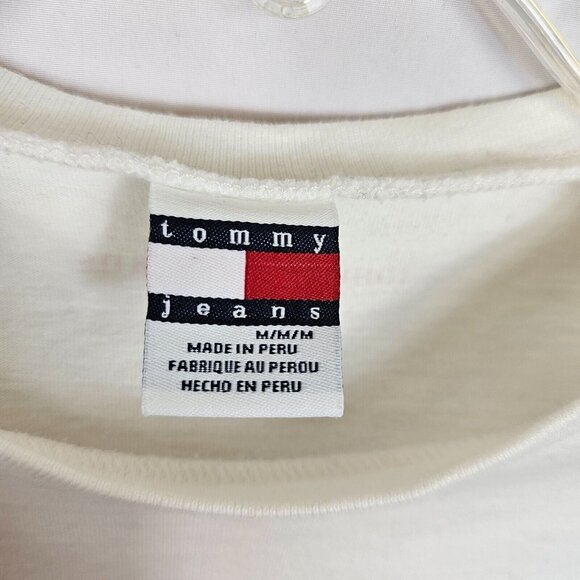 tommy
jeans
M/M/M
MADE IN PERU
FABRIQUE AU PEROU
HECHO EN PERU